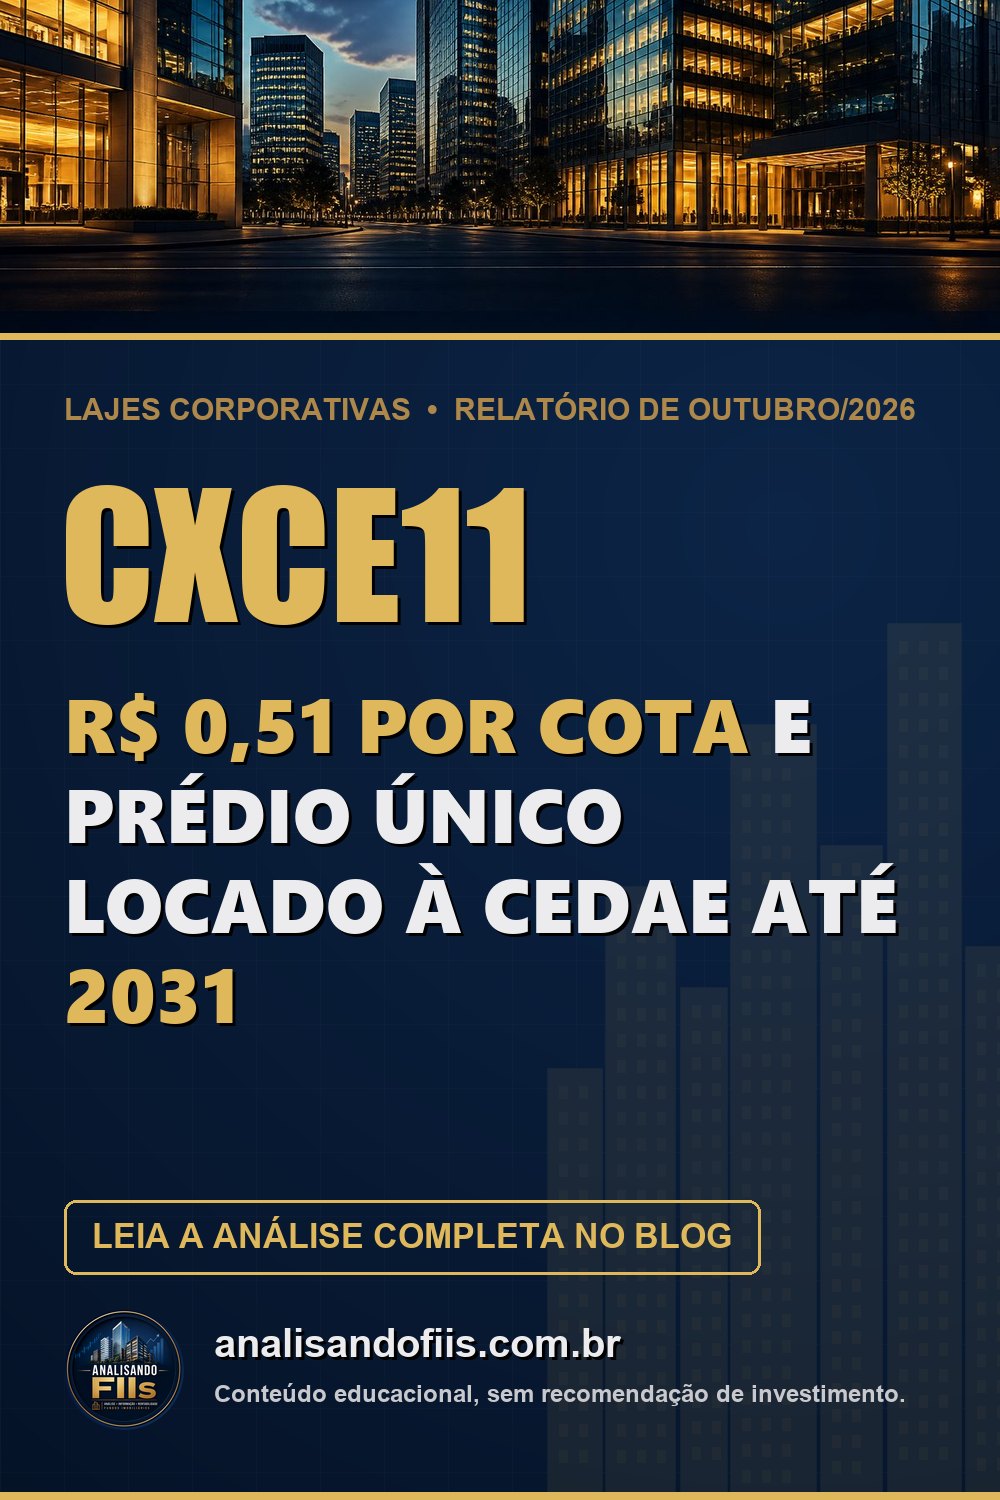 LAJES CORPORATIVAS • RELATÓRIO DE OUTUBRO/2026
CXCE11
R$ 0,51 POR COTA E
PRÉDIO ÚNICO
LOCADO À CEDAE ATÉ
2031
LEIA A ANÁLISE COMPLETA NO BLOG
ANALISANDO
FIIs
analisandofiis.com.br
Conteúdo educacional, sem recomendação de investimento.